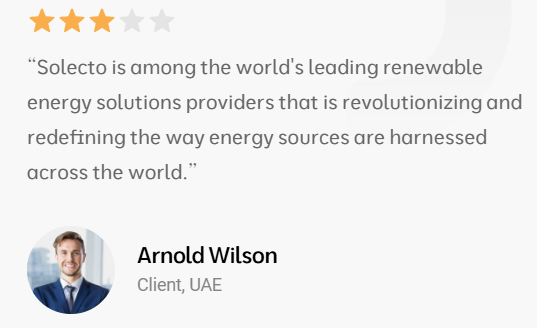 “Solecto is among the world's leading renewable
energy solutions providers that is revolutionizing and
redefining the way energy sources are harnessed
across the world.”
Arnold Wilson
Client, UAE